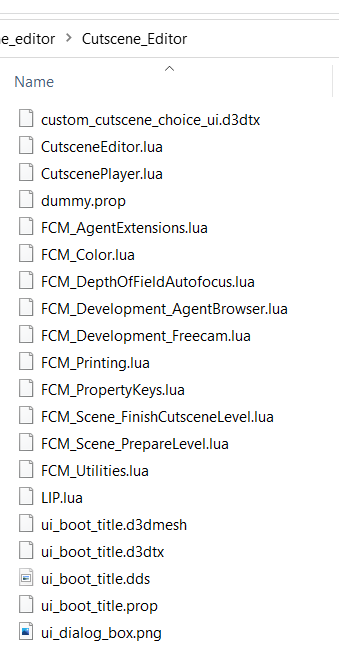 ne_editor > Cutscene_Editor
Name
custom_cutscene_choice_ui.d3dtx
CutsceneEditor.lua
CutscenePlayer.lua
dummy.prop
FCM_AgentExtensions.lua
FCM_Color.lua
FCM_DepthOfFieldAutofocus.lua
FCM_Development_AgentBrowser.lua
FCM_Development_Freecam.lua
FCM_Printing.lua
FCM_PropertyKeys.lua
FCM_Scene_FinishCutsceneLevel.lua
FCM_Scene_PrepareLevel.lua
FCM_Utilities.lua
LIP.lua
ui_boot_title.d3dmesh
ui_boot_title.d3dtx
ui_boot_title.dds
ui_boot_title.prop
ui_dialog_box.png